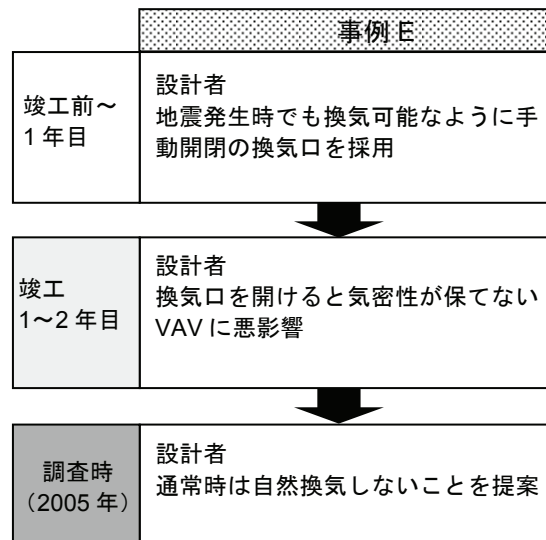 事例 E
竣工前～
1 年目
設計者
地震発生時でも換気可能なように手
動開閉の換気口を採用
竣工
1～2 年目
設計者
換気口を開けると気密性が保てない
VAV に悪影響
調査時
（2005 年）
設計者
通常時は自然換気しないことを提案